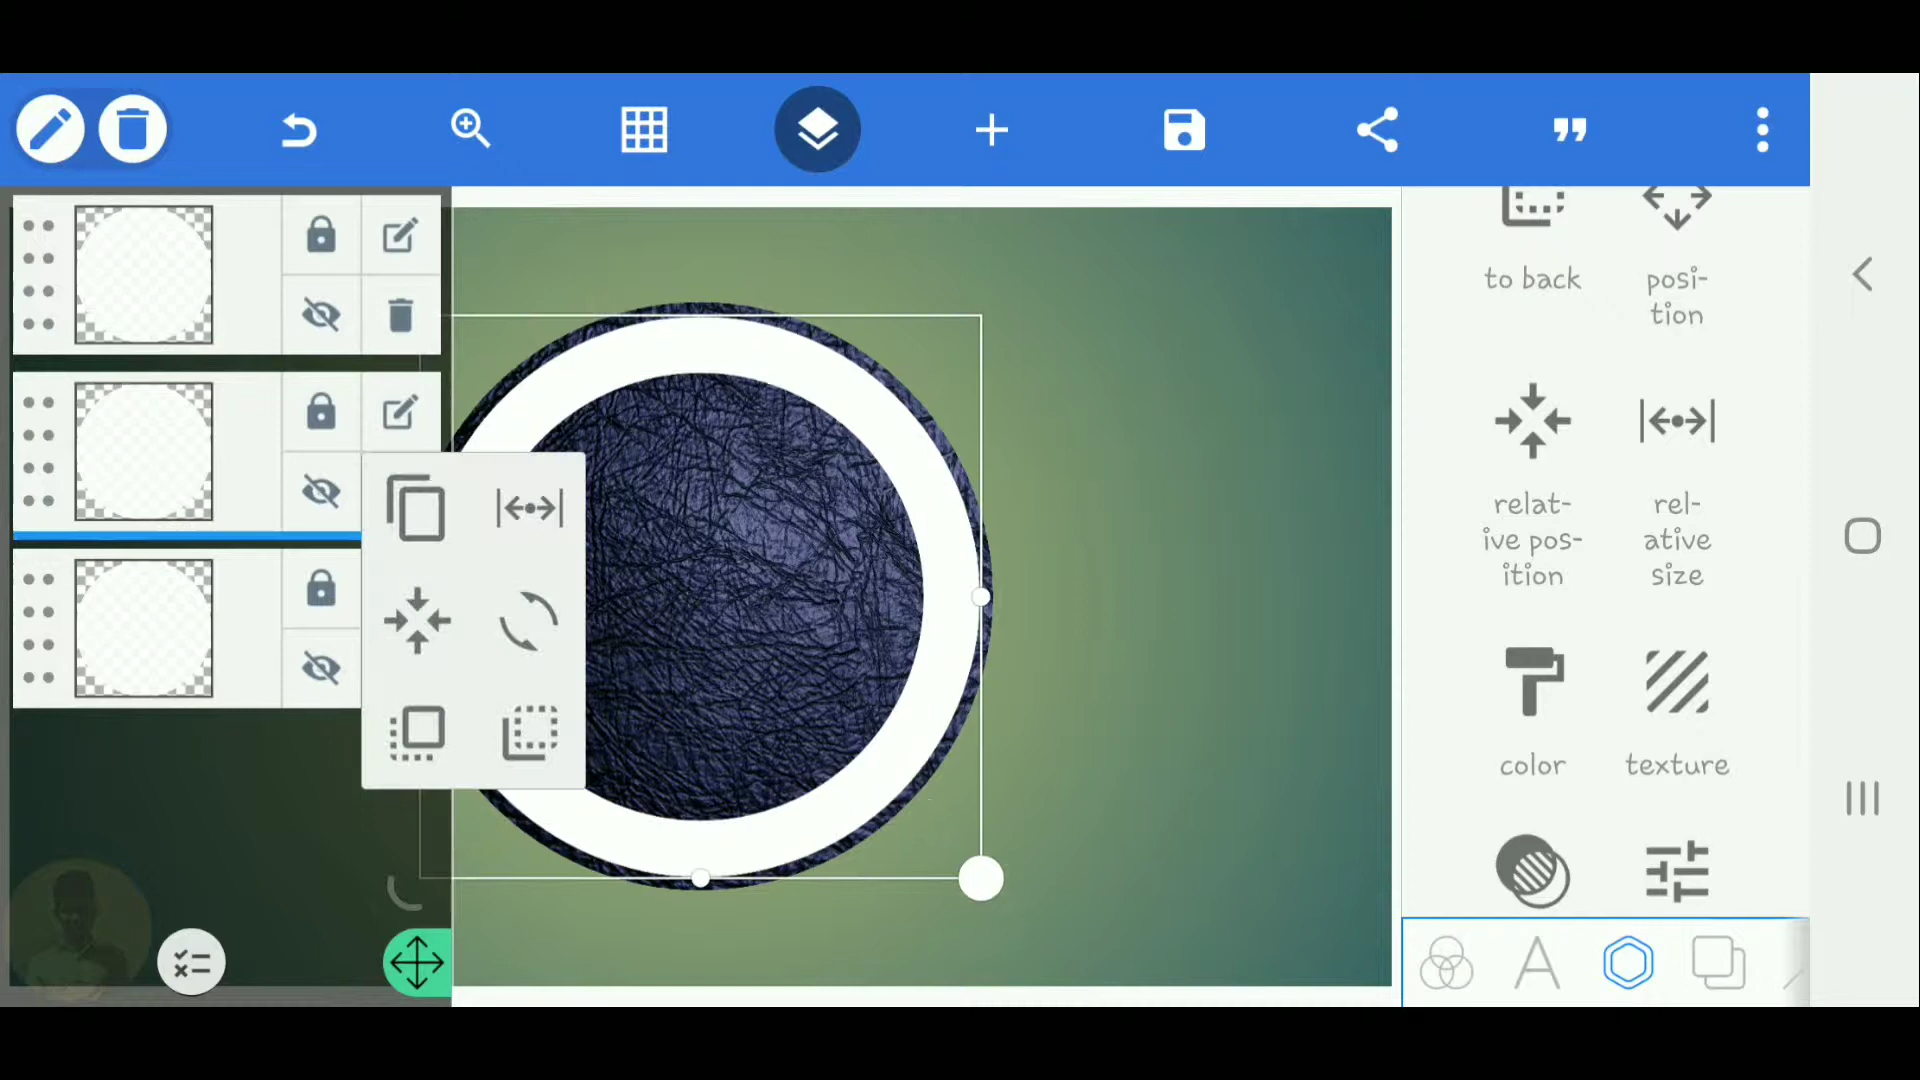 to back
posi-
tion
relat-
ive pos-
ition
rel-
ative
size
color
texture